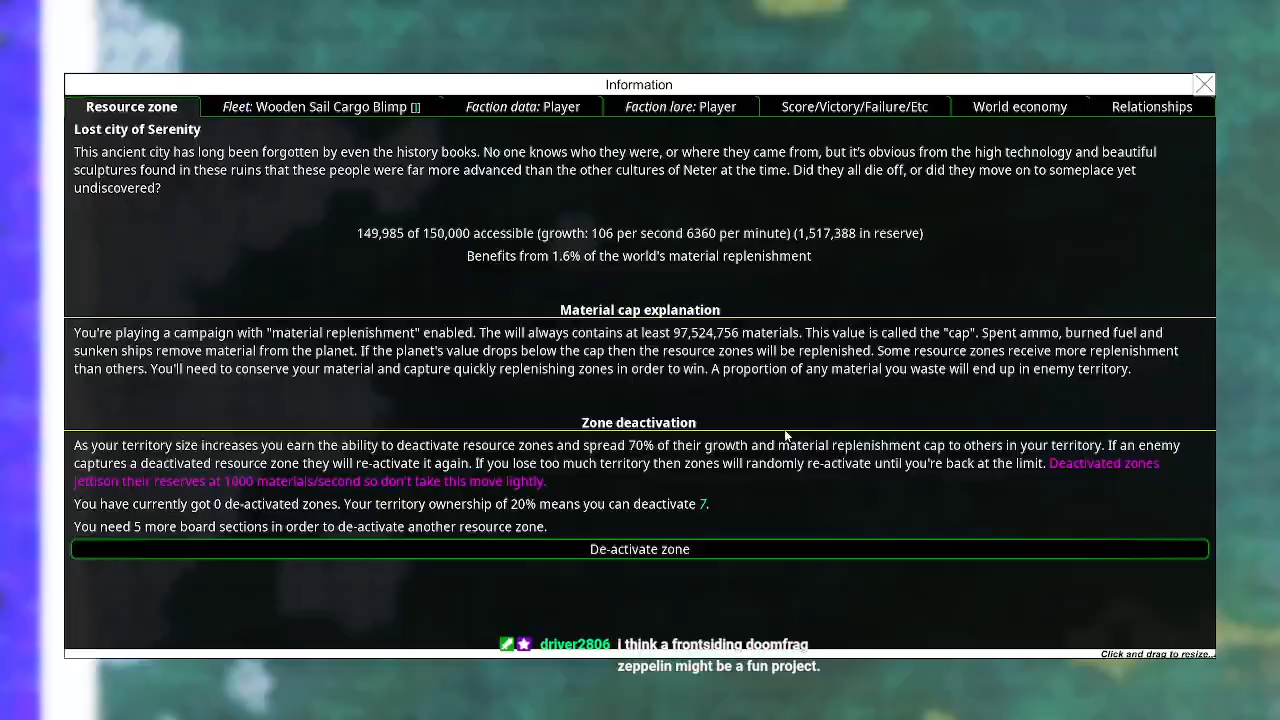 Information
Resource zone
Fleet: Wooden Sail Cargo Blimp []
Faction data: Player
Faction lore: Player
Score/Victory/Failure/Etc
World economy
Relationships
Lost city of Serenity
This ancient city has long been forgotten by even the history books. No one knows who they were, or where they came from, but it's obvious from the high technology and beautiful
sculptures found in these ruins that these people were far more advanced than the other cultures of Neter at the time. Did they all die off, or did they move on to someplace yet
undiscovered?
149,985 of 150,000 accessible (growth: 106 per second 6360 per minute) (1,517,388 in reserve)
Benefits from 1.6% of the world's material replenishment
Material cap explanation
You're playing a campaign with "material replenishment" enabled. The will always contains at least 97,524,756 materials. This value is called the "cap". Spent ammo, burned fuel and
sunken ships remove material from the planet. If the planet's value drops below the cap then the resource zones will be replenished. Some resource zones receive more replenishment
than others. You'll need to conserve your material and capture quickly replenishing zones in order to win. A proportion of any material you waste will end up in enemy territory.
Zone deactivation
As your territory size increases you earn the ability to deactivate resource zones and spread 70% of their growth and material replenishment cap to others in your territory. If an enemy
captures a deactivated resource zone they will re-activate it again. If you lose too much territory then zones will randomly re-activate until you're back at the limit. Deactivated zones
jettison their reserves at 1000 materials/second so don't take this move lightly.
You have currently got 0 de-activated zones. Your territory ownership of 20% means you can deactivate 7.
You need 5 more board sections in order to de-activate another resource zone.
De-activate zone
driver2806 I think a frontsiding doomfrag
zeppelin might be a fun project.
Click and drag to resize...